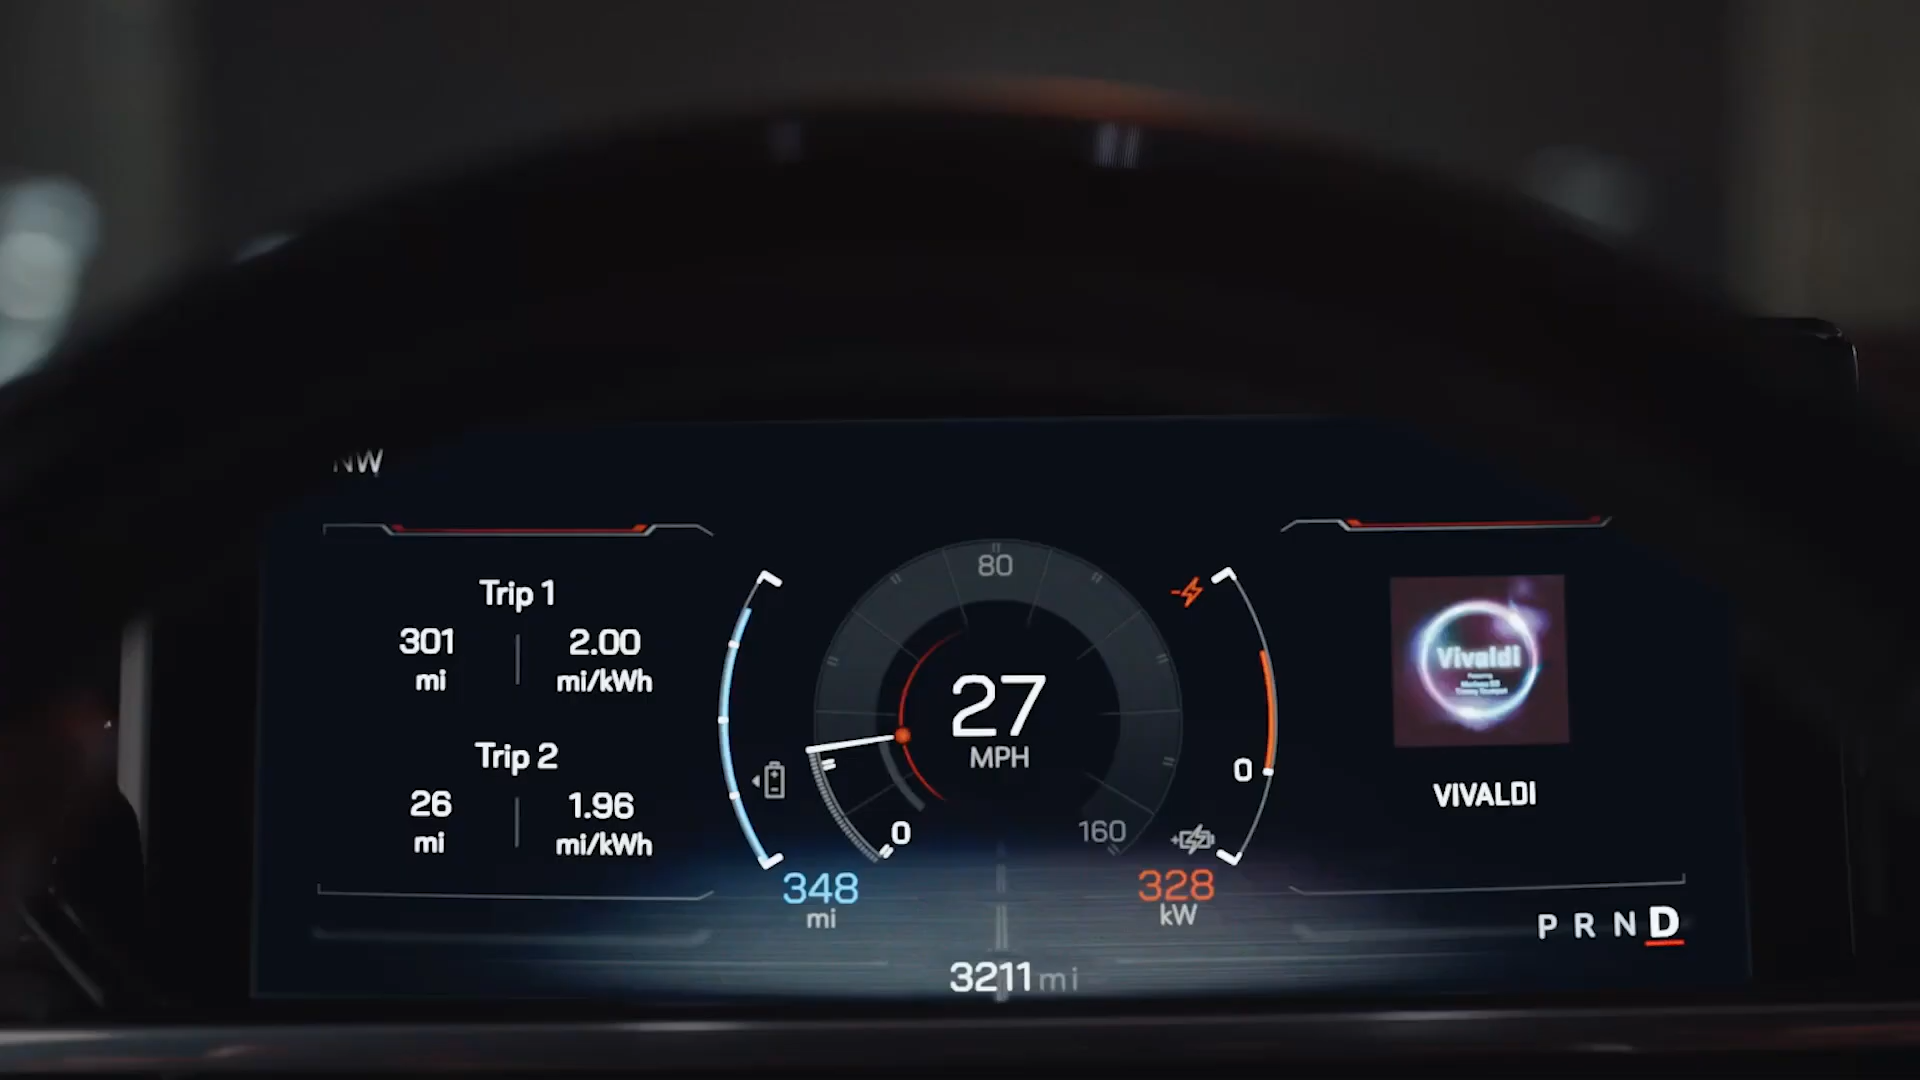 NW
Trip 1
301 2.00
mi mi/kWh
Trip 2
26 1.96
mi mi/kWh
80
27
MPH
0
160
348
mi
0
328
kW
3211 mi
Vivaldi
VIVALDI
P R N D